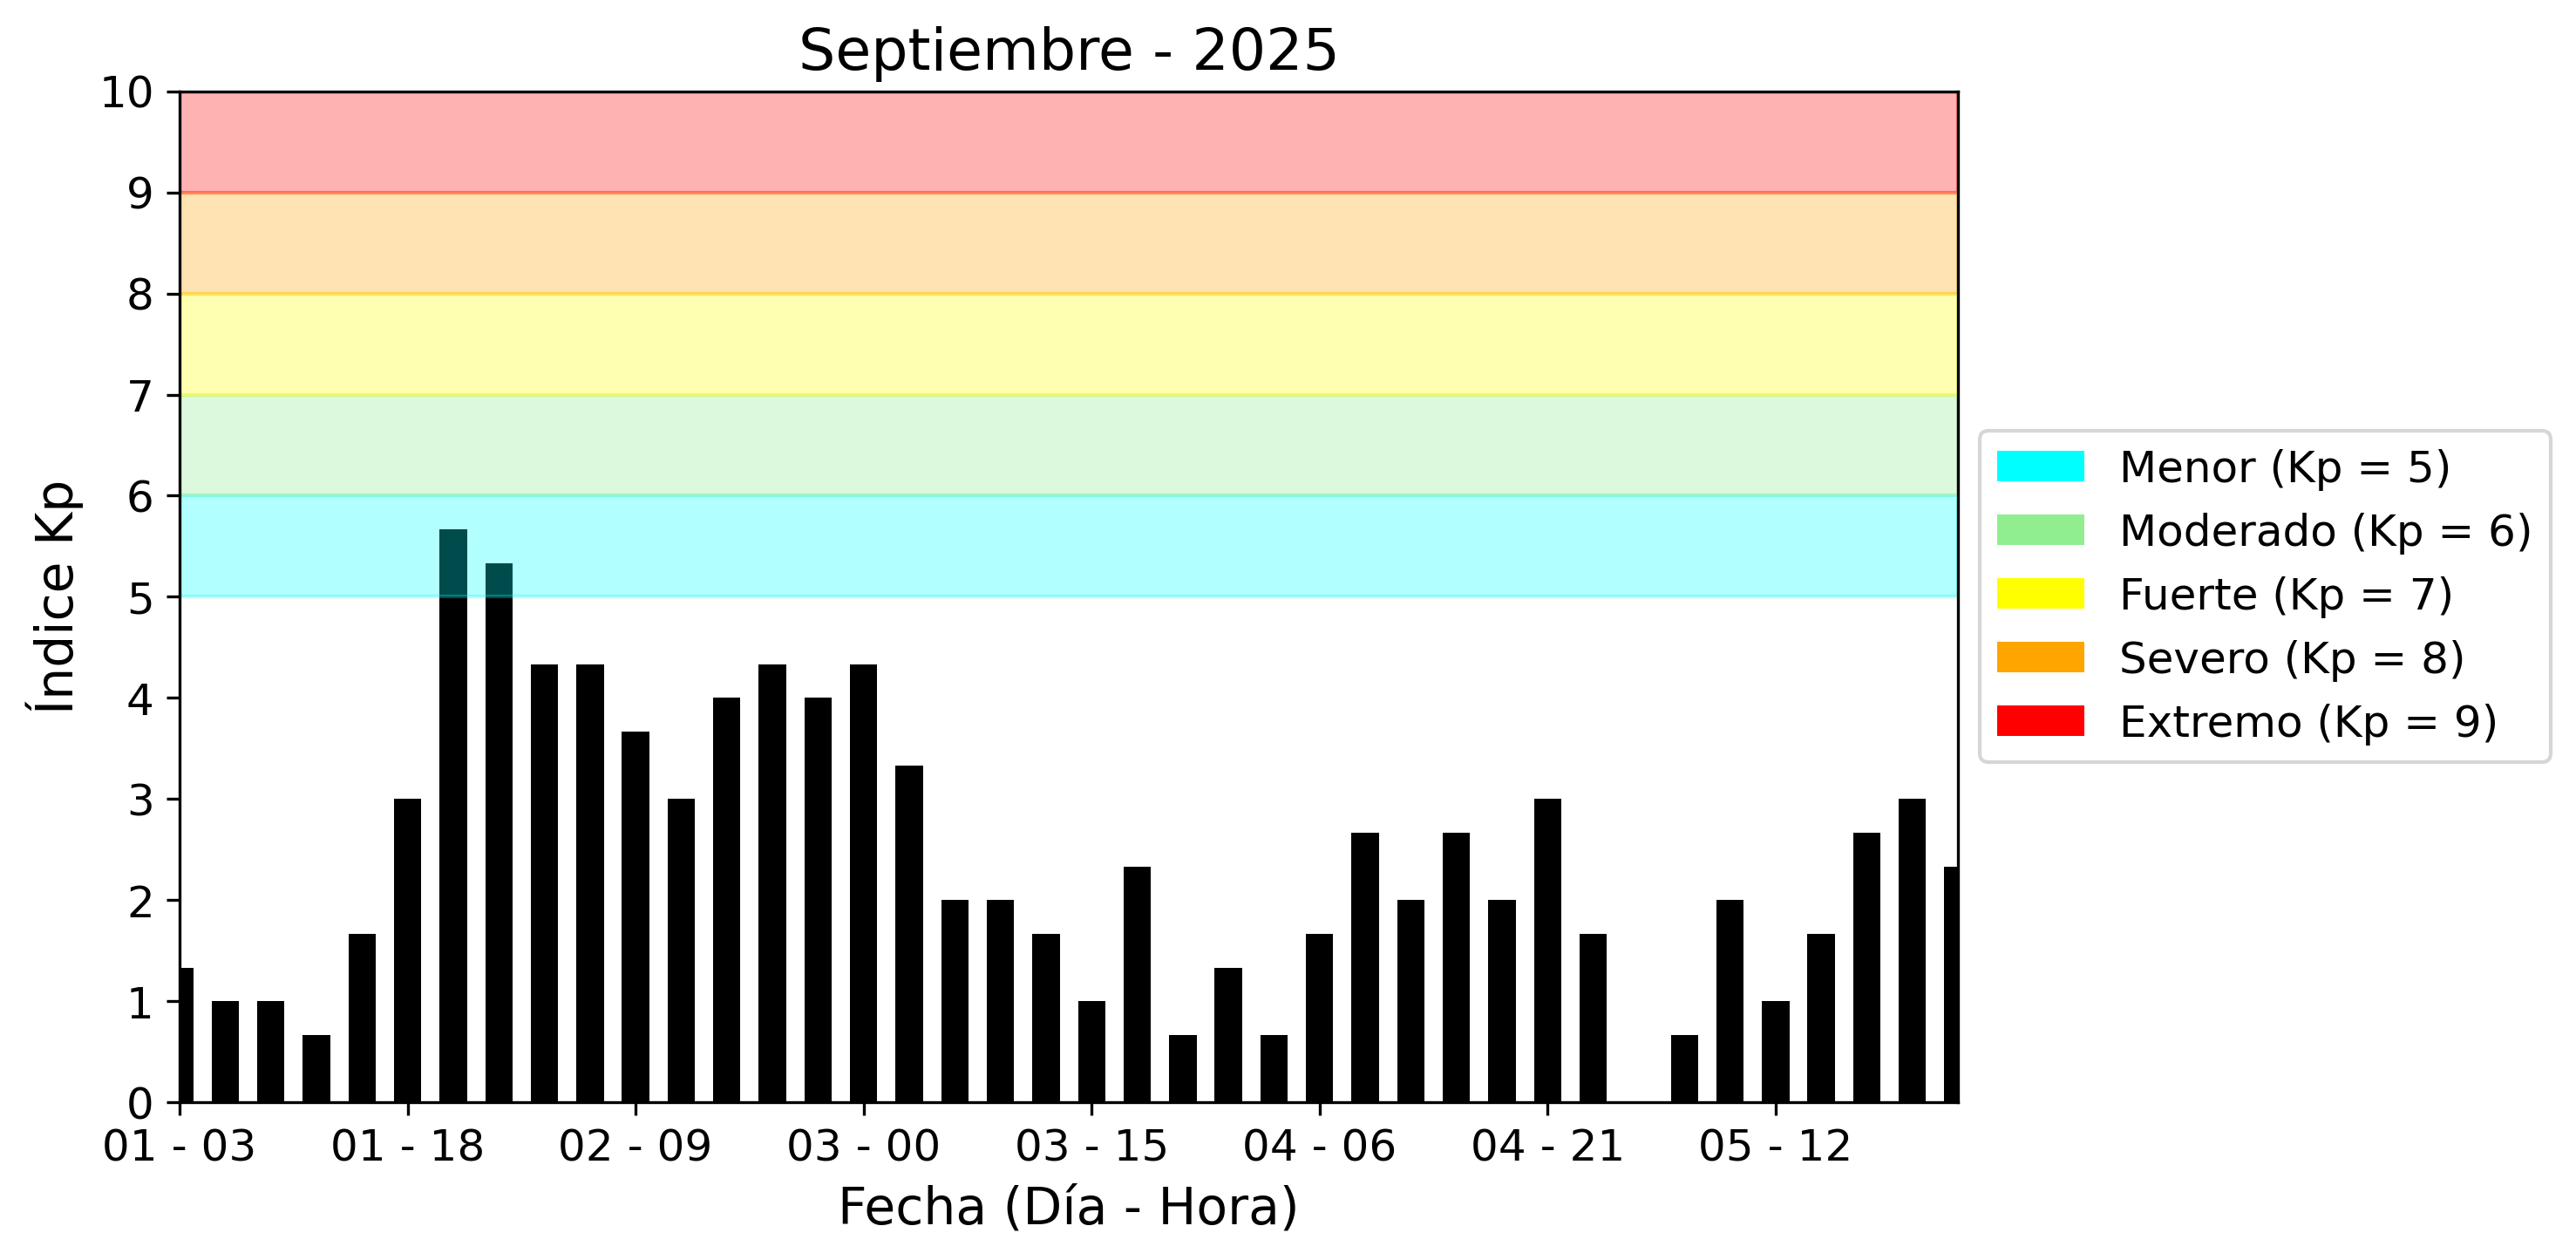 Septiembre - 2025
10
9
8
7
6
5
4
3
2
1
0
Índice Kp
01 - 03
01 - 18
02 - 09
03 - 00
03 - 15
04 - 06
04 - 21
05 - 12
Fecha (Día - Hora)
Menor (Kp = 5)
Moderado (Kp = 6)
Fuerte (Kp = 7)
Severo (Kp = 8)
Extremo (Kp = 9)